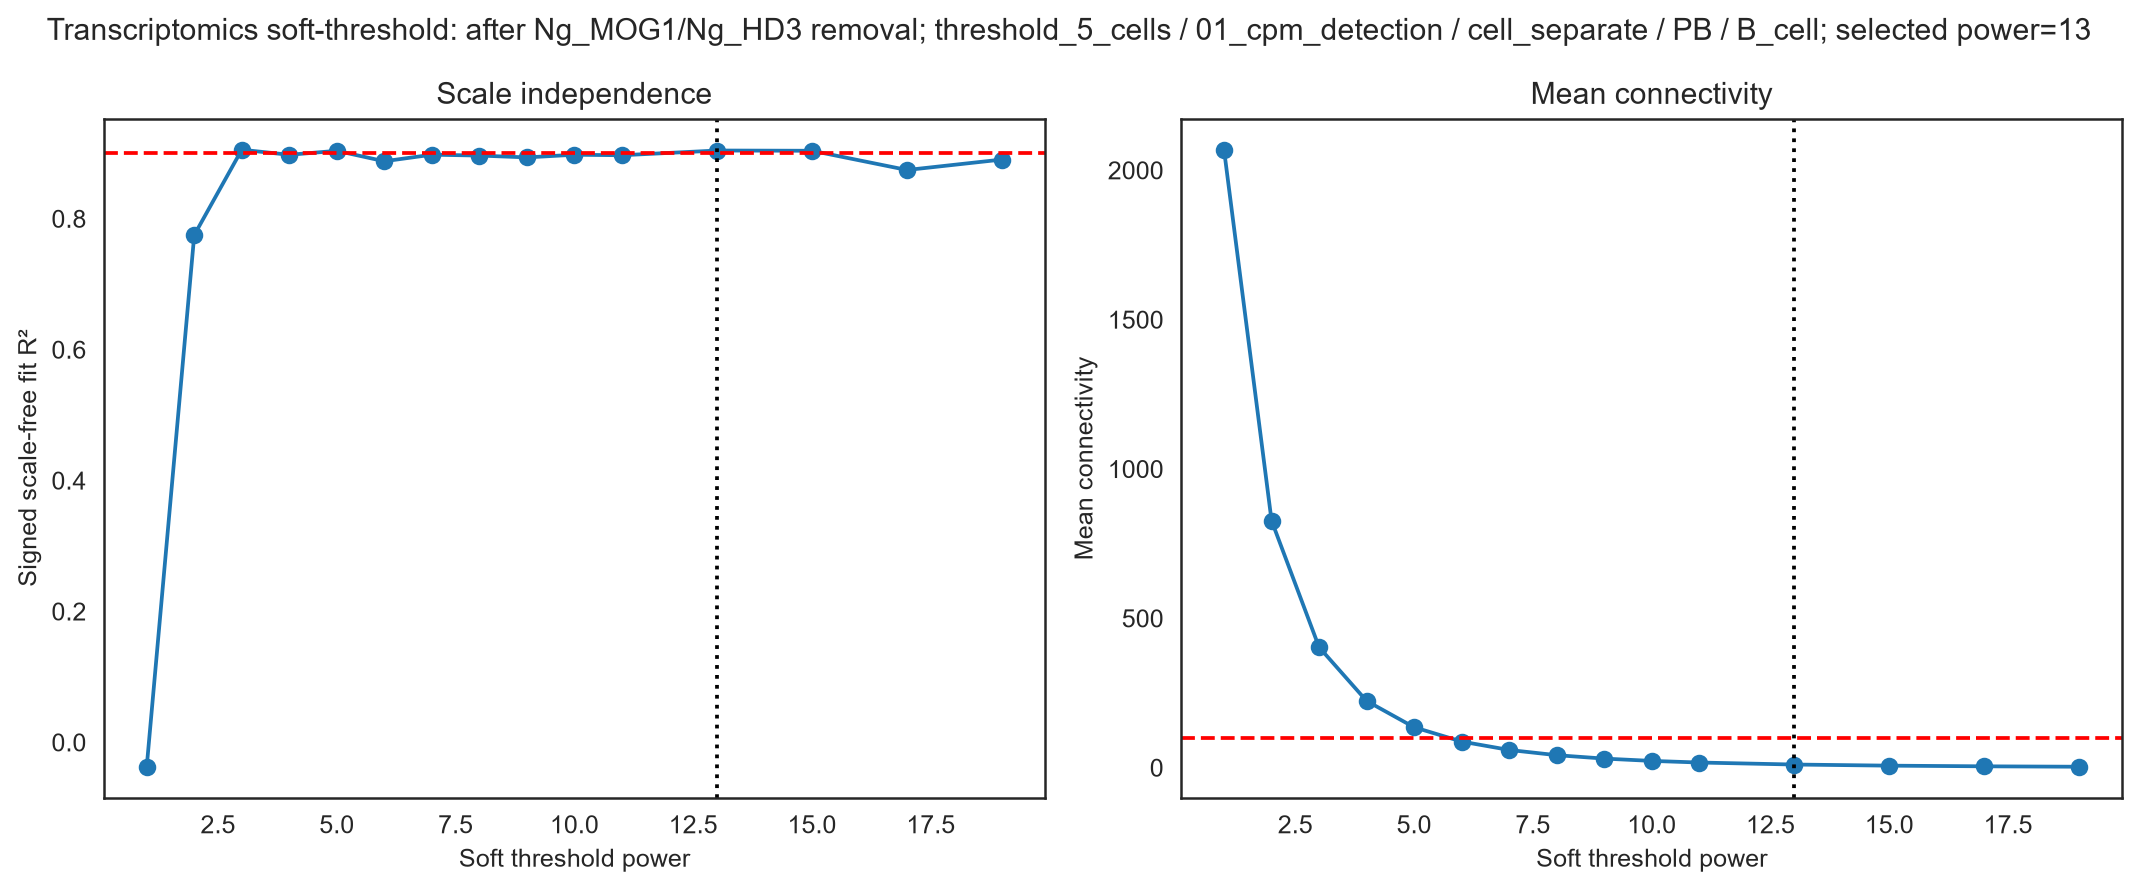 Transcriptomics soft-threshold: after Ng_MOG1/Ng_HD3 removal; threshold_5_cells / 01_cpm_detection / cell_separate / PB / B_cell; selected power=13
Scale independence
Signed scale-free fit R²
0.8
0.6
0.4
0.2
0.0
2.5 5.0 7.5 10.0 12.5 15.0 17.5
Soft threshold power
Mean connectivity
Mean connectivity
2000
1500
1000
500
0
2.5 5.0 7.5 10.0 12.5 15.0 17.5
Soft threshold power